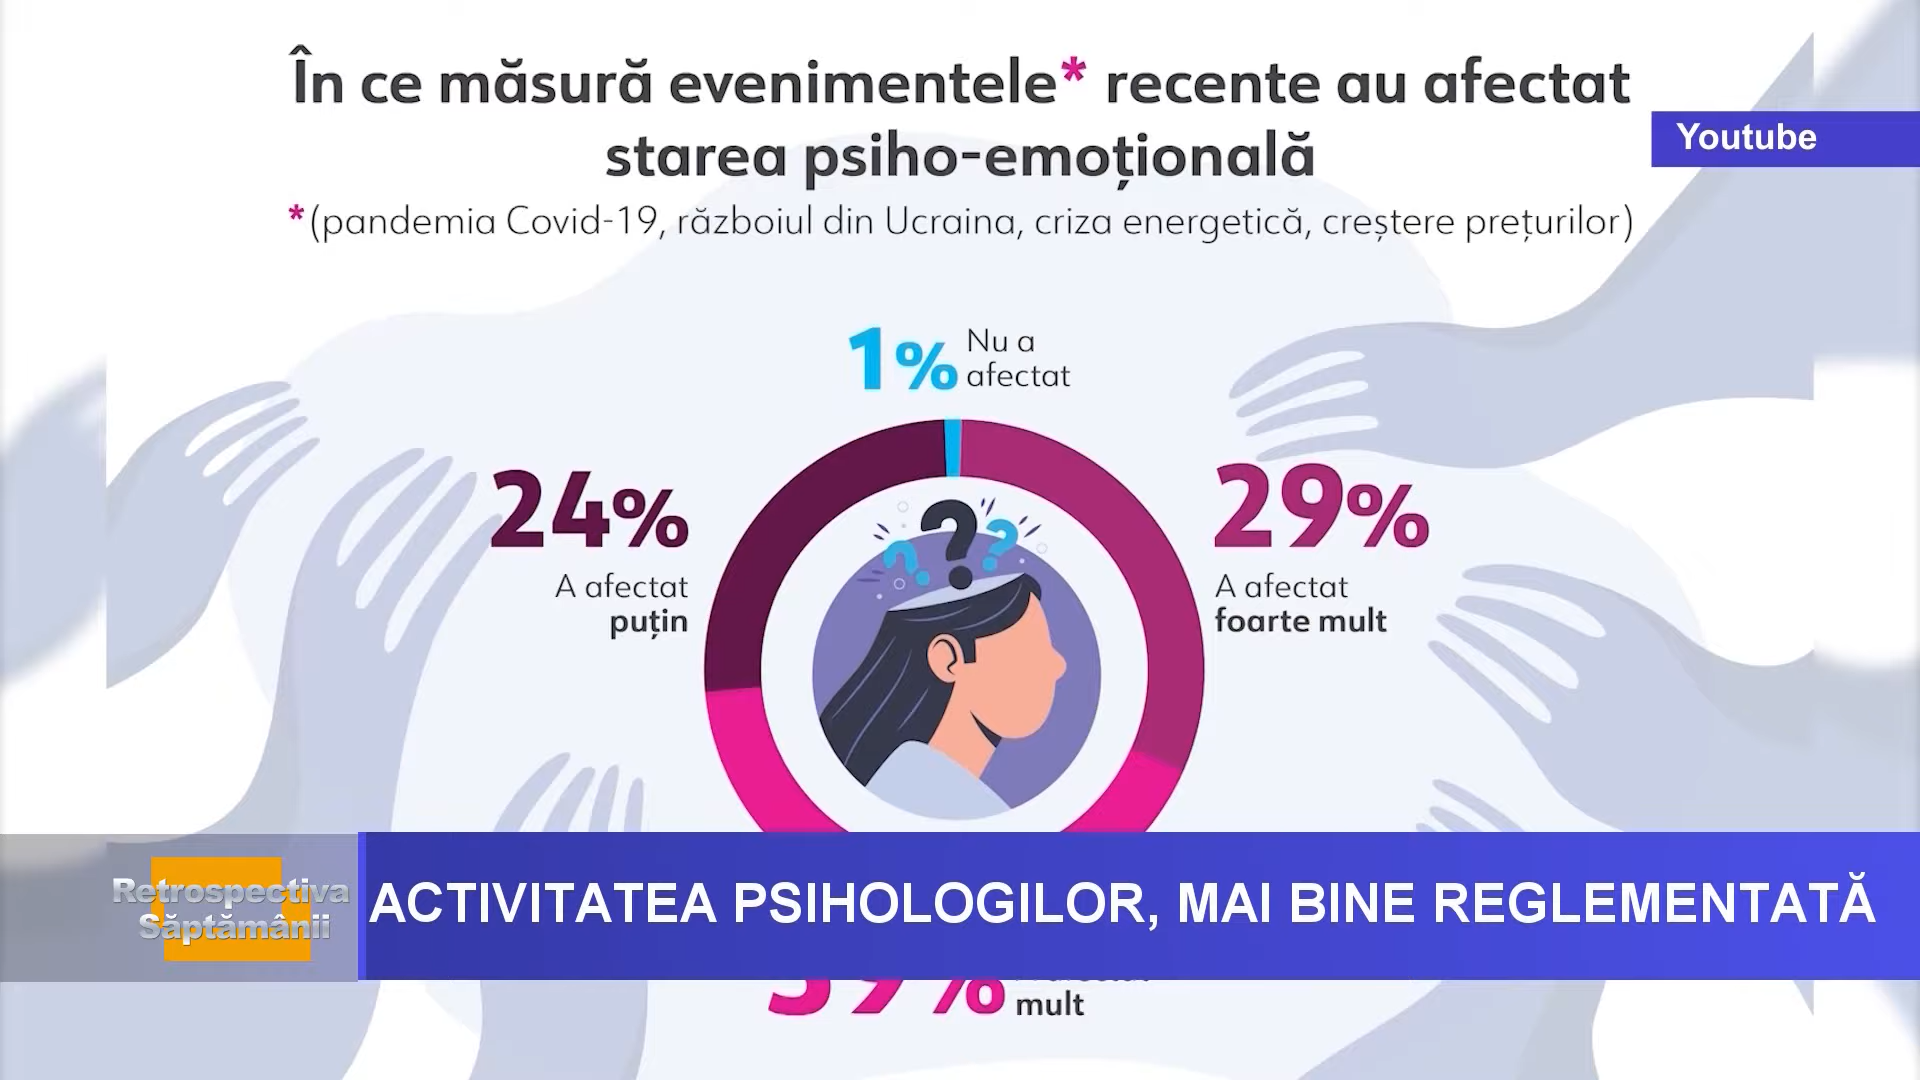 În ce măsură evenimentele* recente au afectat
starea psiho-emoțională
*(pandemia Covid-19, războiul din Ucraina, criza energetică, creștere prețurilor)
Youtube
1% Nu a
afectat
24%
A afectat
puțin
29%
A afectat
foarte mult
Retrospectiva
Săptămânii
ACTIVITATEA PSIHOLOGILOR, MAI BINE REGLEMENTATĂ
mult